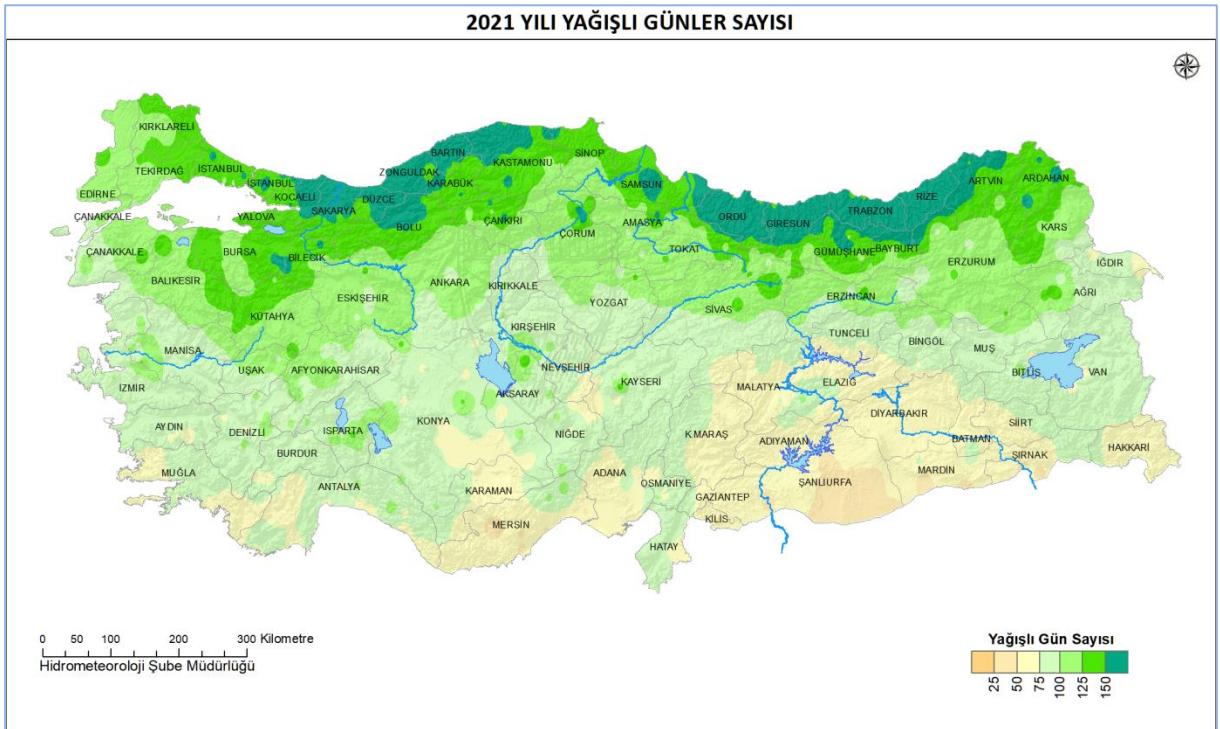 2021 YILI YAĞIŞLI GÜNLER SAYISI
KIRKLARELİ
TEKİRDAĞ
İSTANBUL
EDİRNE
ÇANAKKALE
İSTANBUL
KOCAELİ
YALOVA
SAKARYA
DÜZCE
ZONGULDAK
BARTIN
KARABÜK
KASTAMONU
SİNOP
BOLU
ÇANKIRI
SAMSUN
AMASYA
ÇORUM
TOKAT
ORDU
GİRESUN
TRABZON
RİZE
ARTVİN
ARDAHAN
KARS
GÜMÜŞHANE
BAYBURT
ERZURUM
IĞDIR
AĞRI
ÇANAKKALE
BURSA
BİLECİK
BALIKESİR
ESKİŞEHİR
ANKARA
KIRIKKALE
YOZGAT
SİVAS
ERZİNCAN
TUNCELİ
BİNGÖL
MUŞ
BİTLİS
VAN
KÜTAHYA
MANİSA
UŞAK
AFYONKARAHİSAR
KIRŞEHİR
NEVŞEHİR
KAYSERİ
AKSARAY
MALATYA
ELAZIĞ
DİYARBAKIR
SİİRT
BATMAN
ŞIRNAK
HAKKARİ
İZMİR
AYDIN
DENİZLİ
ISPARTA
BURDUR
KONYA
NİĞDE
K.MARAŞ
ADIYAMAN
MARDİN
MUĞLA
ANTALYA
KARAMAN
ADANA
OSMANİYE
GAZİANTEP
ŞANLIURFA
KİLİS
MERSİN
HATAY
0 50 100 200 300 Kilometre
Hidrometeoroloji Şube Müdürlüğü
Yağışlı Gün Sayısı
25 50 75 100 125 150